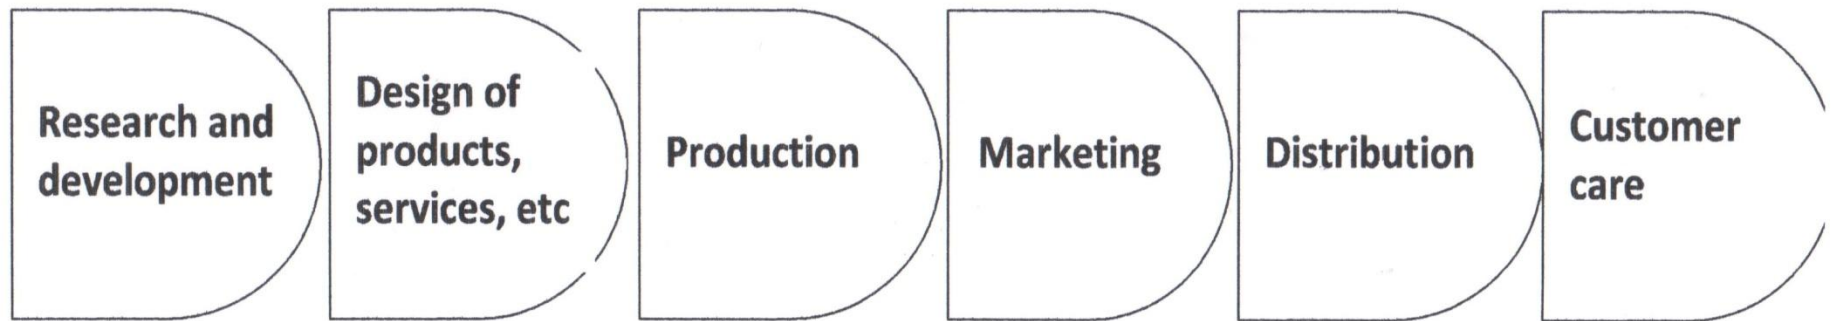 Research and
development
Design of
products,
services, etc
Production
Marketing
Distribution
Customer
care